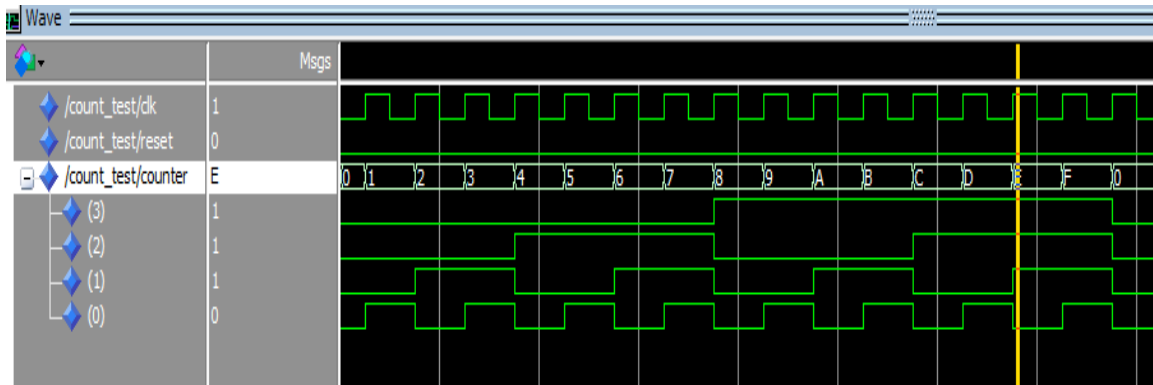 Wave
Msgs
/count_test/clk 1
/count_test/reset 0
/count_test/counter E 0 1 2 3 4 5 6 7 8 9 A B C D E F 0
(3) 1
(2) 1
(1) 1
(0) 0